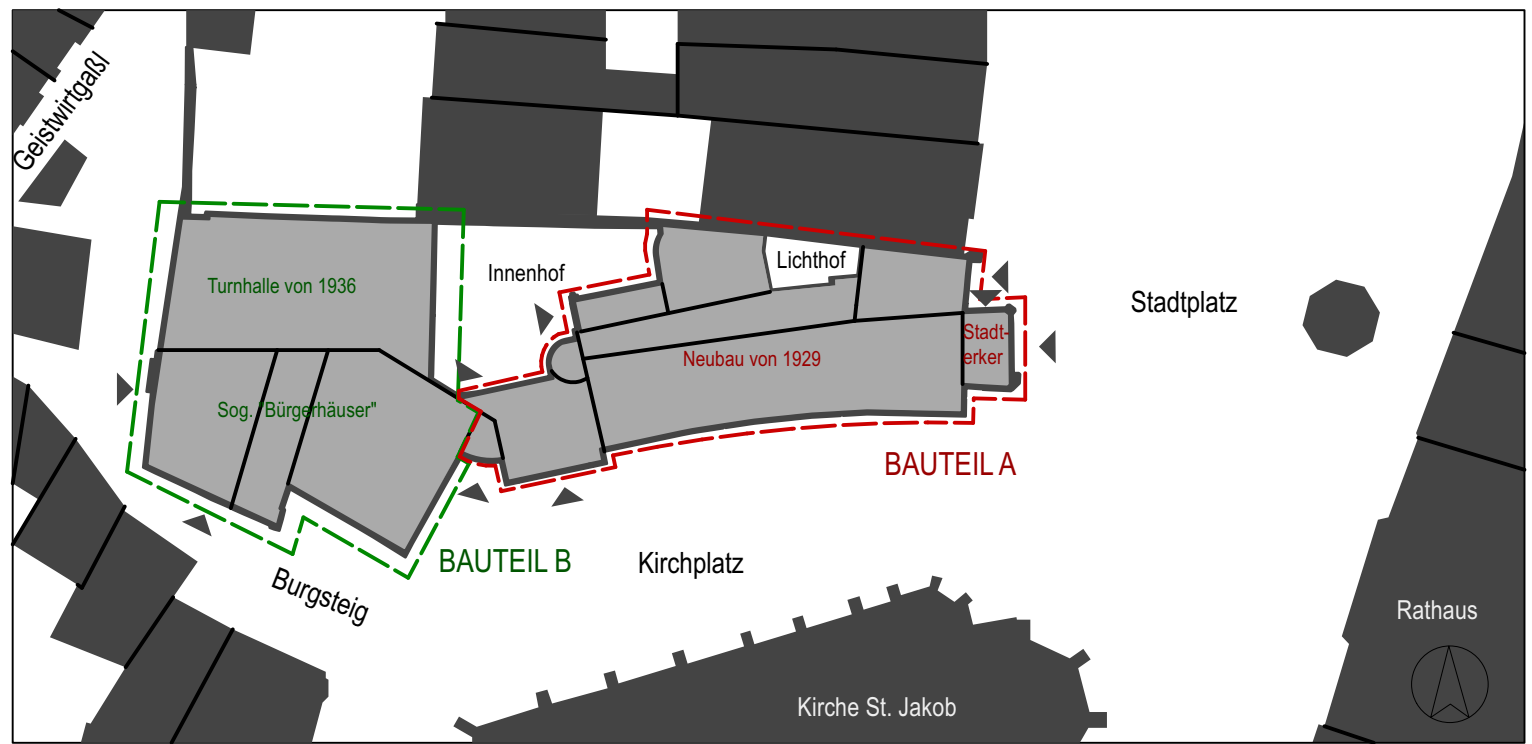 Geistwirtgaßl
Turnhalle von 1936
Innenhof
Lichthof
Stadtplatz
Stadt-
erker
Neubau von 1929
Sog. "Bürgerhäuser"
BAUTEIL A
BAUTEIL B
Kirchplatz
Burgsteig
Rathaus
Kirche St. Jakob